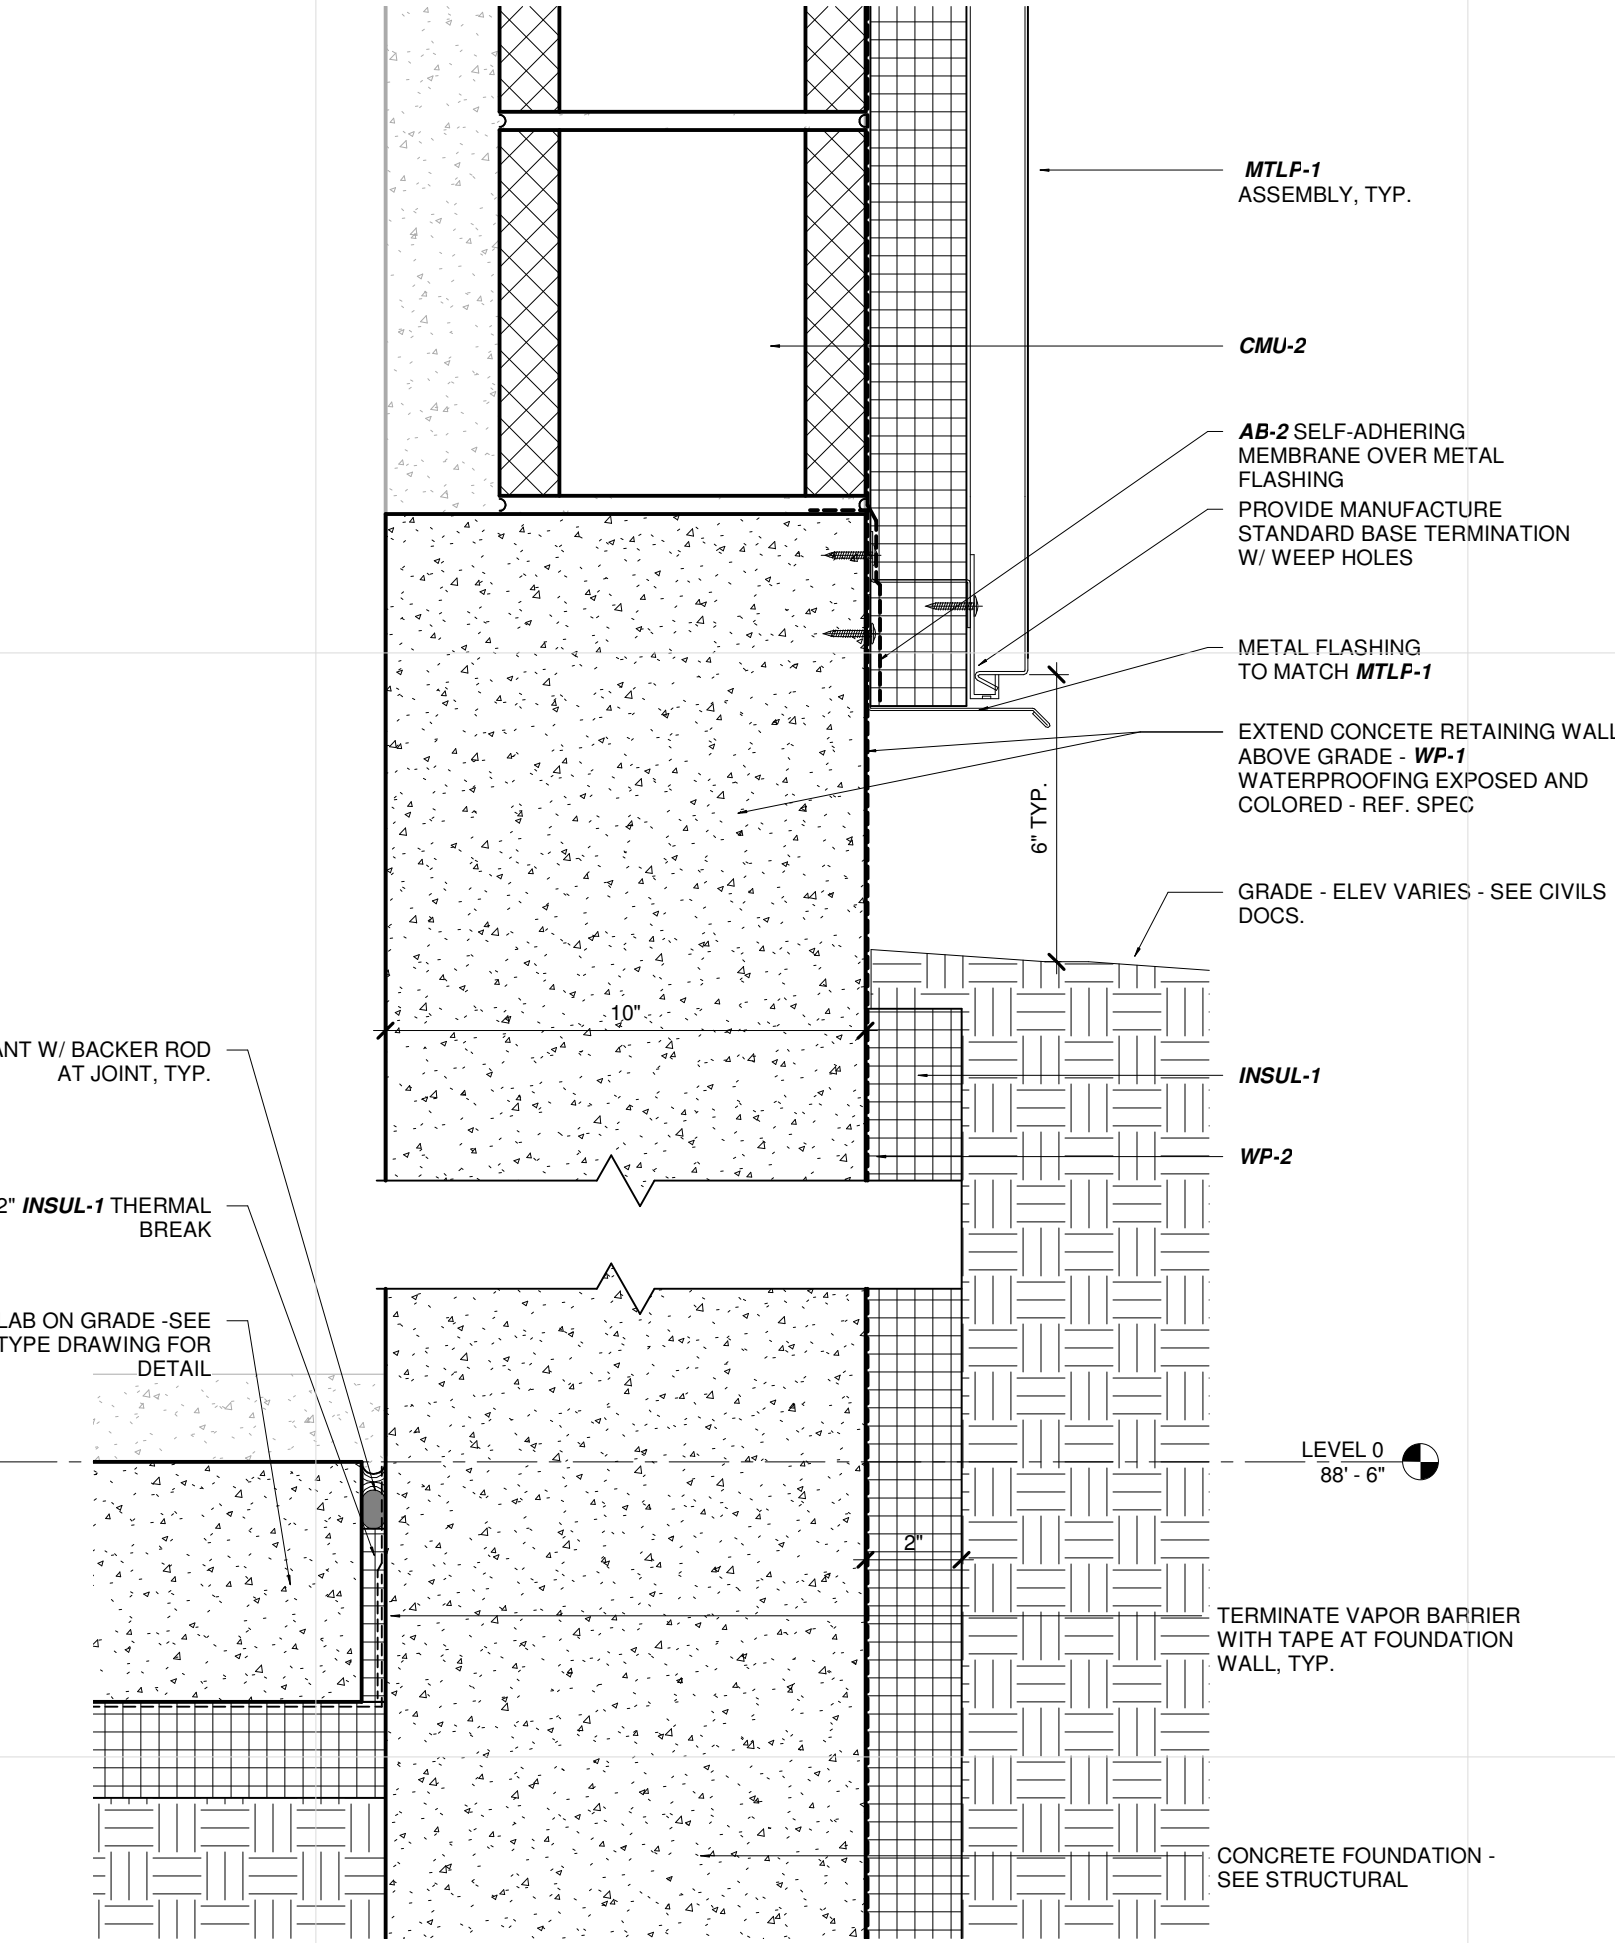 MTLP-1
ASSEMBLY, TYP.
CMU-2
AB-2 SELF-ADHERING
MEMBRANE OVER METAL
FLASHING
PROVIDE MANUFACTURE
STANDARD BASE TERMINATION
W/ WEEP HOLES
METAL FLASHING
TO MATCH MTLP-1
EXTEND CONCETE RETAINING WALL
ABOVE GRADE - WP-1
WATERPROOFING EXPOSED AND
COLORED - REF. SPEC
6" TYP.
GRADE - ELEV VARIES - SEE CIVILS
DOCS.
10"
ANT W/ BACKER ROD
AT JOINT, TYP.
INSUL-1
WP-2
2" INSUL-1 THERMAL
BREAK
LAB ON GRADE -SEE
TYPE DRAWING FOR
DETAIL
LEVEL 0
88' - 6"
2"
TERMINATE VAPOR BARRIER
WITH TAPE AT FOUNDATION
WALL, TYP.
CONCRETE FOUNDATION -
SEE STRUCTURAL